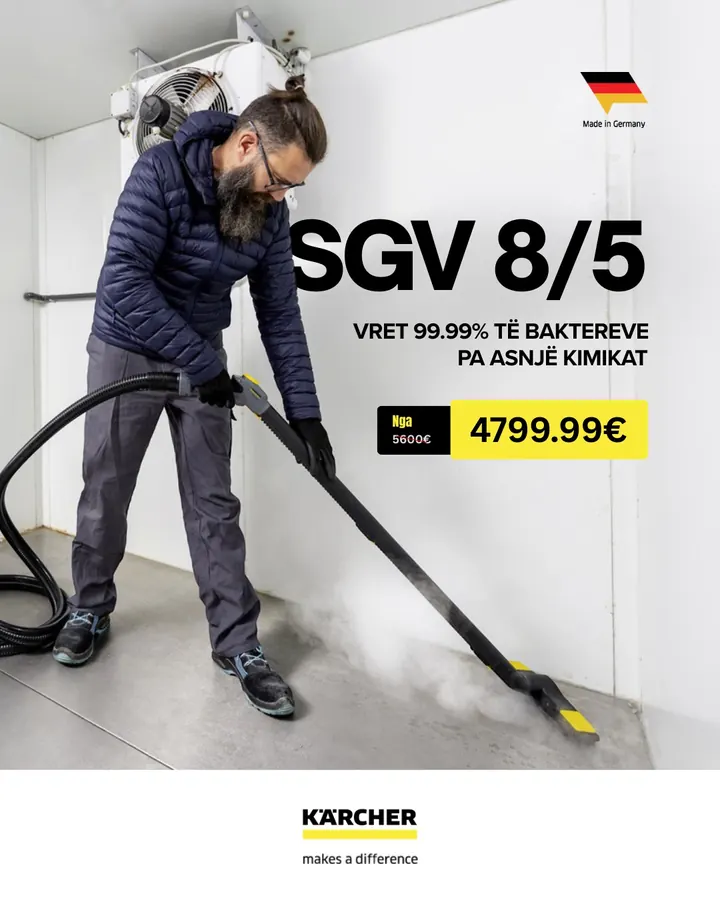 Made in Germany
SGV 8/5
VRET 99.99% TË BAKTEREVE
PA ASNJË KIMIKAT
Nga
5600€
4799.99€
KÄRCHER
makes a difference